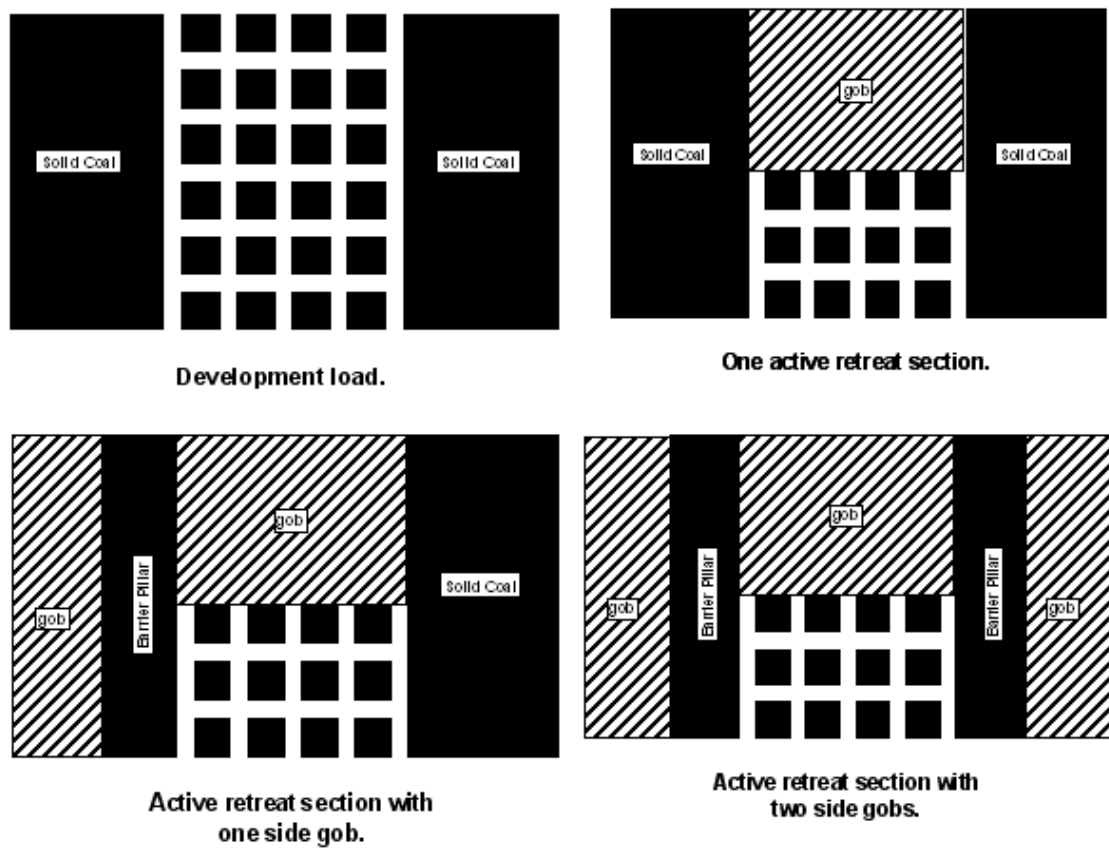 Solid Coal
Solid Coal
Development load.
gob
Solid Coal
Solid Coal
One active retreat section.
gob
Barrier Pillar
gob
Solid Coal
Active retreat section with
one side gob.
gob
Barrier Pillar
gob
Barrier Pillar
gob
Active retreat section with
two side gobs.